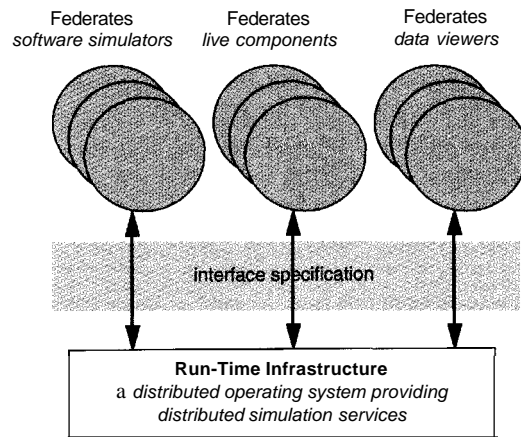 Federates
software simulators
Federates
live components
Federates
data viewers
interface specification
Run-Time Infrastructure
a distributed operating system providing
distributed simulation services